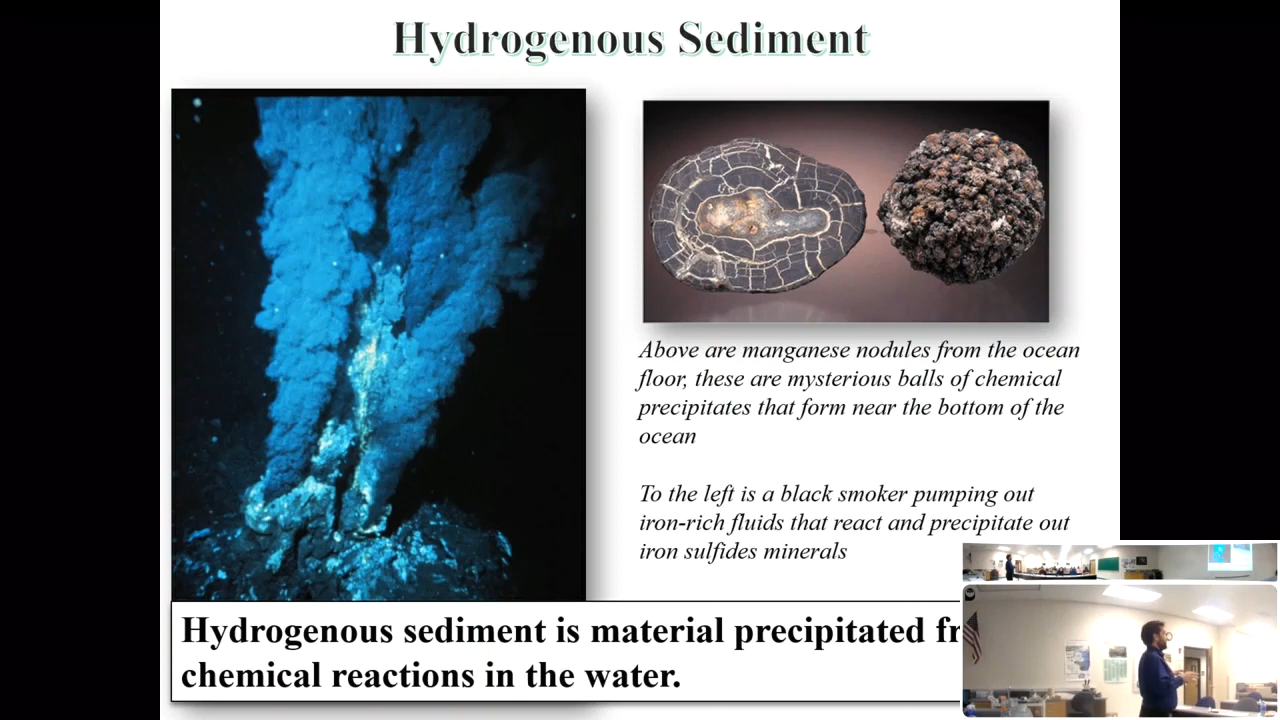 Hydrogenous Sediment
Above are manganese nodules from the ocean
floor, these are mysterious balls of chemical
precipitates that form near the bottom of the
ocean
To the left is a black smoker pumping out
iron-rich fluids that react and precipitate out
iron sulfides minerals
Hydrogenous sediment is material precipitated
chemical reactions in the water.